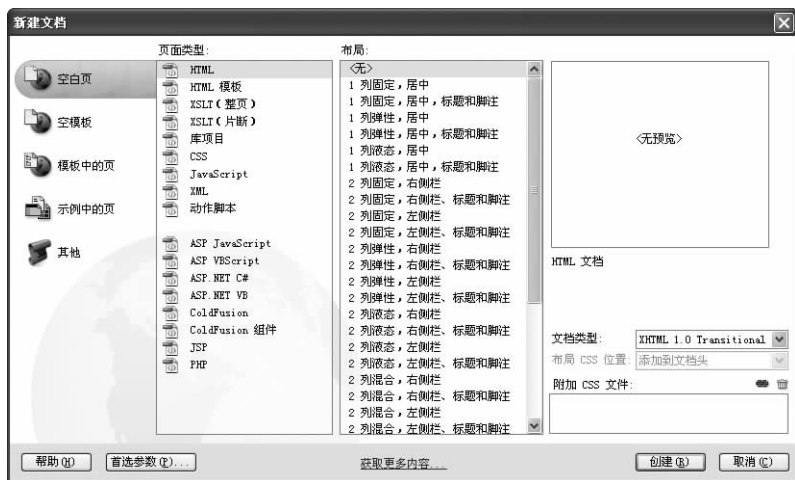 新建文档
页面类型:
布局:
空白页
空模板
模板中的页
示例中的页
其他
HTML
HTML 模板
XSLT(整页)
XSLT(片断)
库项目
CSS
JavaScript
XML
动作脚本
ASP JavaScript
ASP VBScript
ASP.NET C#
ASP.NET VB
ColdFusion
ColdFusion 组件
JSP
PHP
<无>
1 列固定,居中
1 列固定,居中,标题和脚注
1 列弹性,居中
1 列弹性,居中,标题和脚注
1 列液态,居中
1 列液态,居中,标题和脚注
2 列固定,右侧栏
2 列固定,右侧栏、标题和脚注
2 列固定,左侧栏
2 列固定,左侧栏、标题和脚注
2 列弹性,右侧栏
2 列弹性,右侧栏、标题和脚注
2 列弹性,左侧栏
2 列弹性,左侧栏、标题和脚注
2 列液态,右侧栏
2 列液态,右侧栏、标题和脚注
2 列液态,左侧栏
2 列液态,左侧栏、标题和脚注
2 列混合,右侧栏
2 列混合,右侧栏、标题和脚注
2 列混合,左侧栏
2 列混合,左侧栏、标题和脚注
<无预览>
HTML 文档
文档类型: XHTML 1.0 Transitional
布局 CSS 位置: 添加到文档头
附加 CSS 文件:
帮助(H) 首选参数(P)... 获取更多内容... 创建(R) 取消(C)